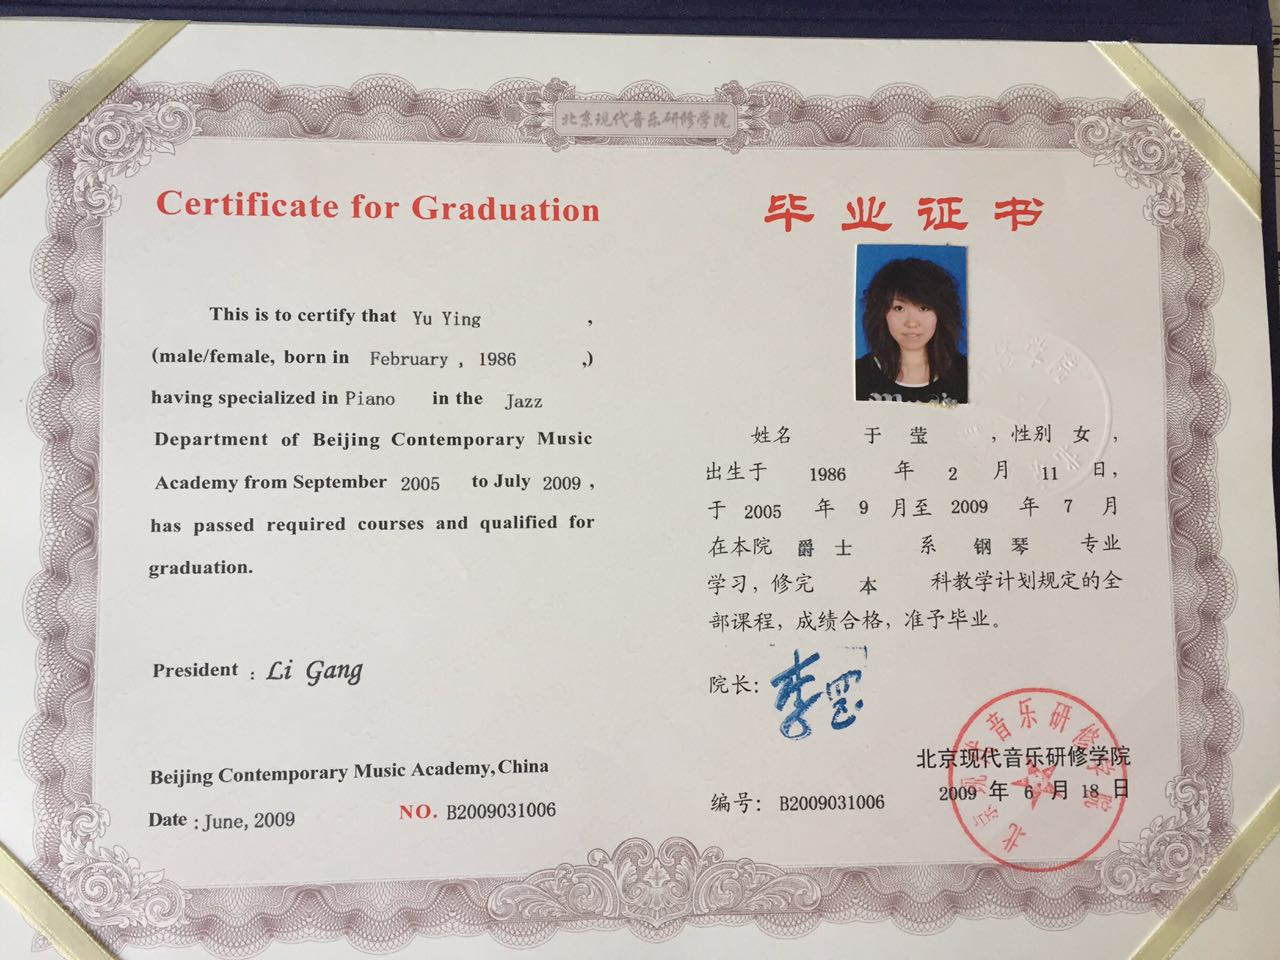 北京现代音乐研修学院
Certificate for Graduation
This is to certify that Yu Ying ,
(male/female, born in February , 1986 ,)
having specialized in Piano in the Jazz
Department of Beijing Contemporary Music
Academy from September 2005 to July 2009 ,
has passed required courses and qualified for
graduation.
President : Li Gang
Beijing Contemporary Music Academy, China
Date : June, 2009 NO. B2009031006
毕业证书
姓名 于莹 , 性别 女 ,
出生于 1986 年 2 月 11 日,
于 2005 年 9 月至 2009 年 7 月
在本院 爵士 系 钢琴 专业
学习, 修完 本 科教学计划规定的全
部课程, 成绩合格, 准予毕业。
院长: 李罡
北京现代音乐研修学院
2009 年 6 月 18 日
编号: B2009031006
北京现代音乐研修学院